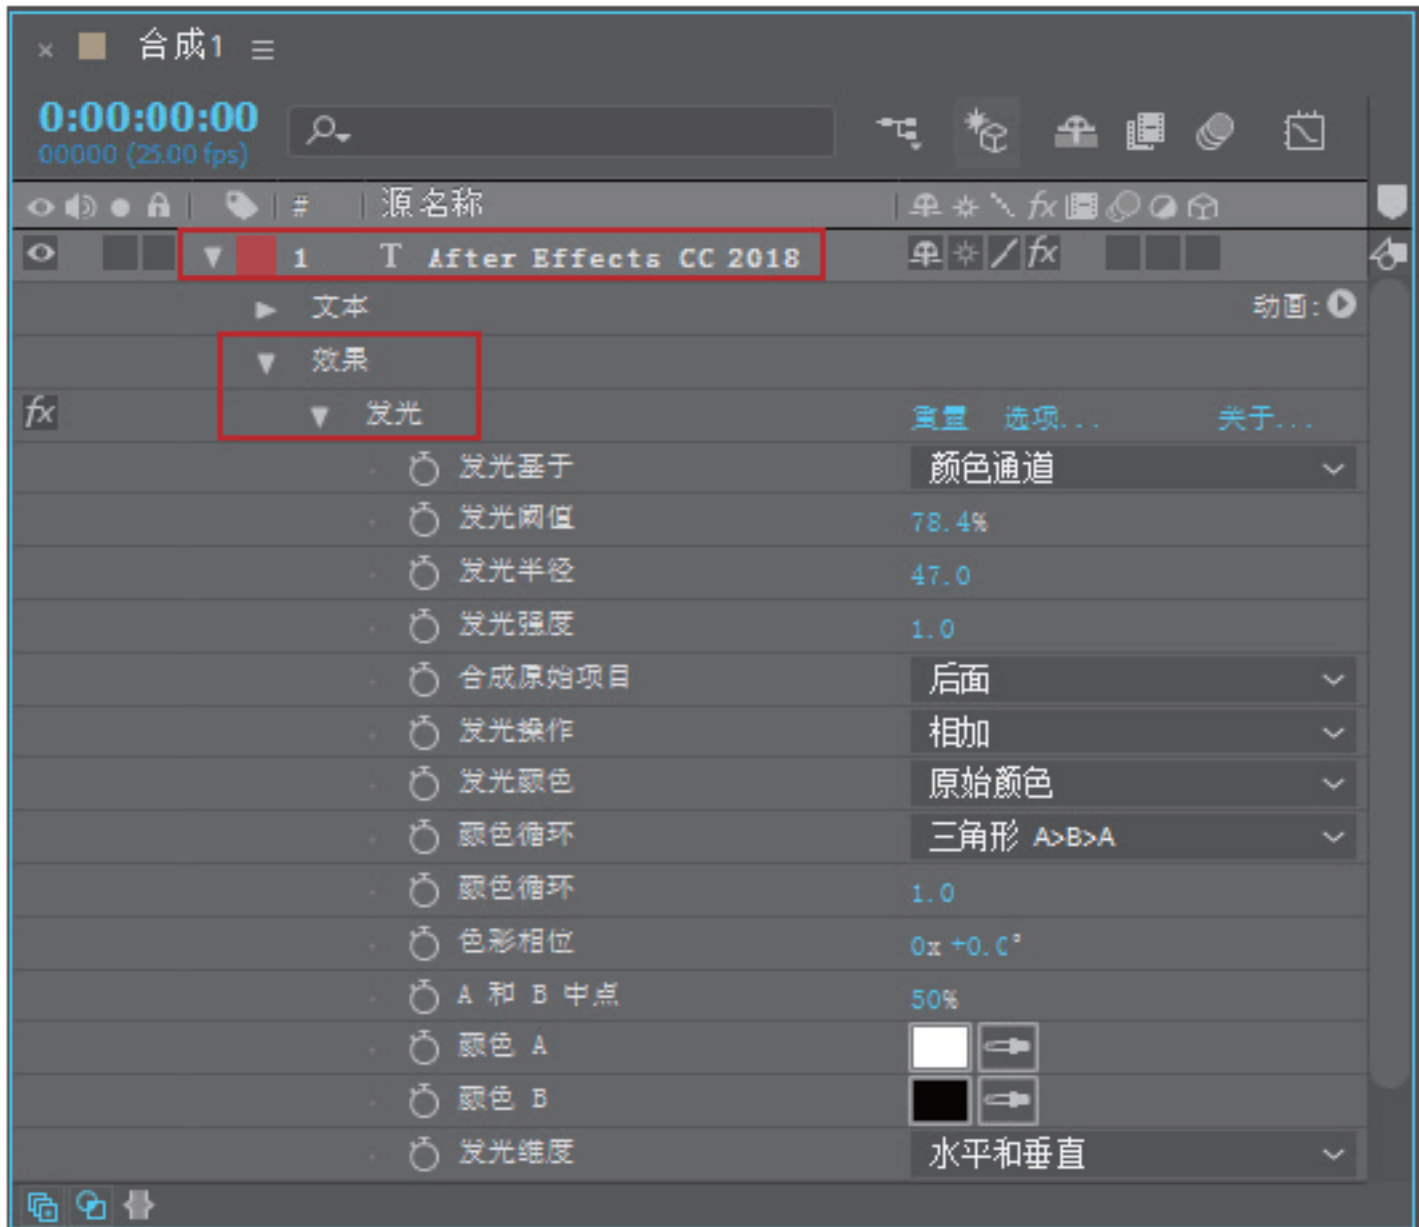 合成1
0:00:00:00
00000 (25.00 fps)
# 源名称
1 T After Effects CC 2018
文本 动画:
效果
fx 发光 重置 选项... 关于...
发光基于 颜色通道
发光阈值 78.4%
发光半径 47.0
发光强度 1.0
合成原始项目 后面
发光操作 相加
发光颜色 原始颜色
颜色循环 三角形 A>B>A
颜色循环 1.0
色彩相位 0x +0.0°
A 和 B 中点 50%
颜色 A
颜色 B
发光维度 水平和垂直